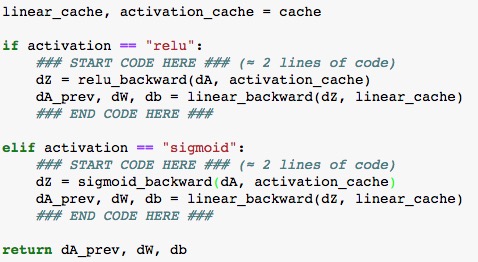 linear_cache, activation_cache = cache
if activation == "relu":
### START CODE HERE ### (≈ 2 lines of code)
dZ = relu_backward(dA, activation_cache)
dA_prev, dW, db = linear_backward(dZ, linear_cache)
### END CODE HERE ###
elif activation == "sigmoid":
### START CODE HERE ### (≈ 2 lines of code)
dZ = sigmoid_backward(dA, activation_cache)
dA_prev, dW, db = linear_backward(dZ, linear_cache)
### END CODE HERE ###
return dA_prev, dW, db